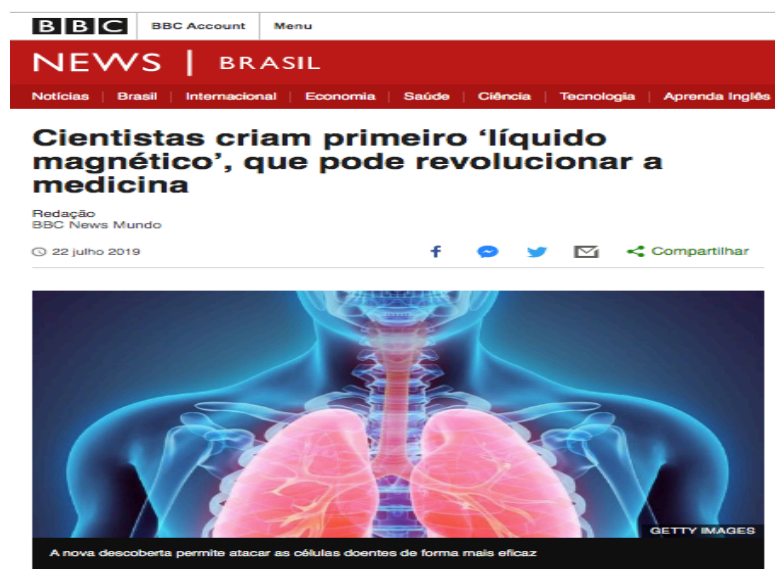 BBC BBC Account Menu
NEWS | BRASIL
Notícias | Brasil | Internacional | Economia | Saúde | Ciência | Tecnologia | Aprenda Inglês
Cientistas criam primeiro ‘líquido
magnético’, que pode revolucionar a
medicina
Redação
BBC News Mundo
22 julho 2019 Compartilhar
GETTY IMAGES
A nova descoberta permite atacar as células doentes de forma mais eficaz